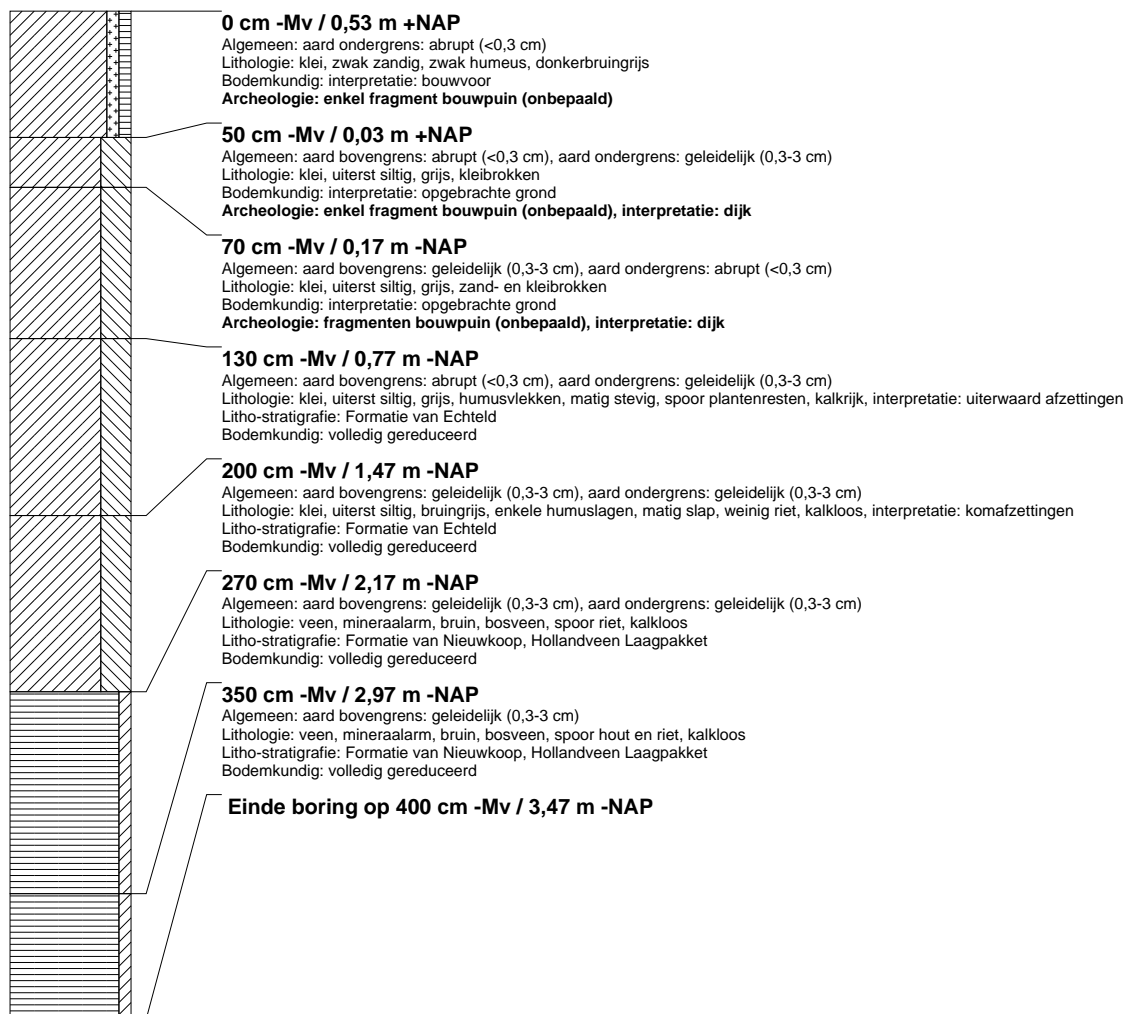 0 cm -Mv / 0,53 m +NAP
Algemeen: aard ondergrens: abrupt (<0,3 cm)
Lithologie: klei, zwak zandig, zwak humeus, donkerbruingrijs
Bodemkundig: interpretatie: bouwvoor
Archeologie: enkel fragment bouwpuin (onbepaald)
50 cm -Mv / 0,03 m +NAP
Algemeen: aard bovengrens: abrupt (<0,3 cm), aard ondergrens: geleidelijk (0,3-3 cm)
Lithologie: klei, uiterst siltig, grijs, kleibrokken
Bodemkundig: interpretatie: opgebrachte grond
Archeologie: enkel fragment bouwpuin (onbepaald), interpretatie: dijk
70 cm -Mv / 0,17 m -NAP
Algemeen: aard bovengrens: geleidelijk (0,3-3 cm), aard ondergrens: abrupt (<0,3 cm)
Lithologie: klei, uiterst siltig, grijs, zand- en kleibrokken
Bodemkundig: interpretatie: opgebrachte grond
Archeologie: fragmenten bouwpuin (onbepaald), interpretatie: dijk
130 cm -Mv / 0,77 m -NAP
Algemeen: aard bovengrens: abrupt (<0,3 cm), aard ondergrens: geleidelijk (0,3-3 cm)
Lithologie: klei, uiterst siltig, grijs, humusvlekken, matig stevig, spoor plantenresten, kalkrijk, interpretatie: uiterwaard afzettingen
Litho-stratigrafie: Formatie van Echteld
Bodemkundig: volledig gereduceerd
200 cm -Mv / 1,47 m -NAP
Algemeen: aard bovengrens: geleidelijk (0,3-3 cm), aard ondergrens: geleidelijk (0,3-3 cm)
Lithologie: klei, uiterst siltig, bruingrijs, enkele humuslagen, matig slap, weinig riet, kalkloos, interpretatie: komafzettingen
Litho-stratigrafie: Formatie van Echteld
Bodemkundig: volledig gereduceerd
270 cm -Mv / 2,17 m -NAP
Algemeen: aard bovengrens: geleidelijk (0,3-3 cm), aard ondergrens: geleidelijk (0,3-3 cm)
Lithologie: veen, mineraalarm, bruin, bosveen, spoor riet, kalkloos
Litho-stratigrafie: Formatie van Nieuwkoop, Hollandveen Laagpakket
Bodemkundig: volledig gereduceerd
350 cm -Mv / 2,97 m -NAP
Algemeen: aard bovengrens: geleidelijk (0,3-3 cm)
Lithologie: veen, mineraalarm, bruin, bosveen, spoor hout en riet, kalkloos
Litho-stratigrafie: Formatie van Nieuwkoop, Hollandveen Laagpakket
Bodemkundig: volledig gereduceerd
Einde boring op 400 cm -Mv / 3,47 m -NAP